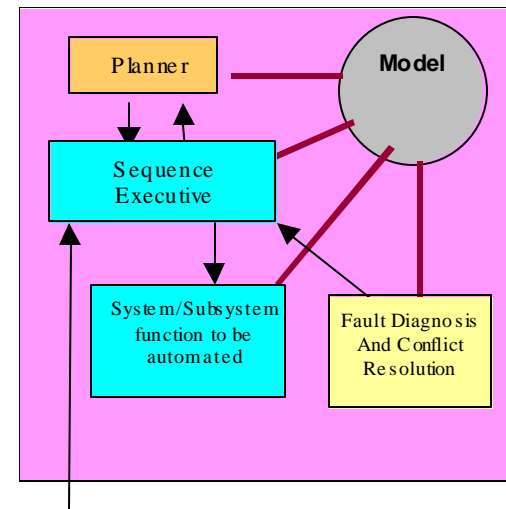 Planner
Model
Sequence
Executive
System/Subsystem
function to be
automated
Fault Diagnosis
And Conflict
Resolution